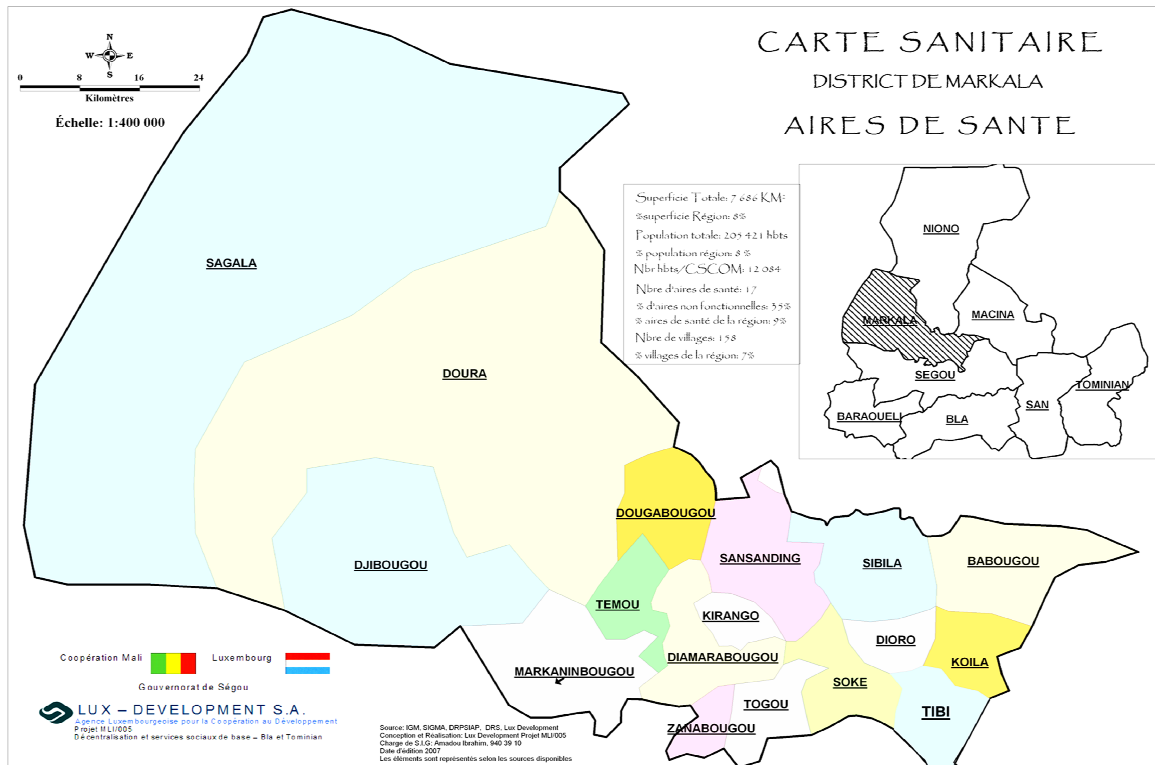 CARTE SANITAIRE
DISTRICT DE MARKALA
AIRES DE SANTE
N
W E
S
0 8 16 24
Kilomètres
Échelle: 1:400 000
Superficie Totale: 7 686 KM²
%superficie Région: 8%
Population totale: 205 421 hbts
% population région: 8 %
Nbr hbts/CSCOM: 12 084
Nbre d'aires de santé: 17
% d'aires non fonctionnelles: 35%
% aires de santé de la région: 9%
Nbre de villages: 158
% villages de la région: 7%
NIONO
MARKALA
MACINA
SEGOU
TOMINIAN
BARAOUELI
BLA
SAN
SAGALA
DOURA
DOUGABOUGOU
SANSANDING
SIBILA
BABOUGOU
DJIBOUGOU
TEMOU
KIRANGO
DIORO
DIAMARABOUGOU
KOILA
MARKANINBOUGOU
SOKE
TOGOU
TIBI
ZANABOUGOU
Coopération Mali Luxembourg
Gouvernorat de Ségou
LUX – DEVELOPMENT S.A.
Agence Luxembourgeoise pour la Coopération au Développement
Projet MLI/005
Décentralisation et services sociaux de base – Bla et Tominian
Source: IGM, SIGMA, DRPSIAP, DRS, Lux Development
Conception et Réalisation: Lux Development Projet MLI/005
Charge de S.I.G: Amadou Ibrahim, 940 39 10
Date d'édition 2007
Les éléments sont représentés selon les sources disponibles